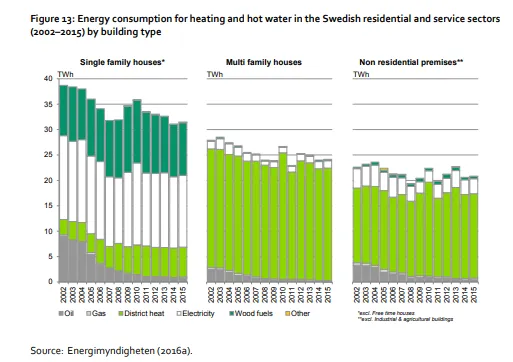 Figure 13: Energy consumption for heating and hot water in the Swedish residential and service sectors
(2002–2015) by building type
Single family houses*
Multi family houses
Non residential premises**
TWh
TWh
TWh
40
35
30
25
20
15
10
5
0
2002 2003 2004 2005 2006 2007 2008 2009 2010 2011 2012 2013 2014 2015
2002 2003 2004 2005 2006 2007 2008 2009 2010 2011 2012 2013 2014 2015
2002 2003 2004 2005 2006 2007 2008 2009 2010 2011 2012 2013 2014 2015
Oil Gas District heat Electricity Wood fuels Other
*excl. Free time houses
**excl. Industrial & agricultural buildings
Source: Energimyndigheten (2016a).